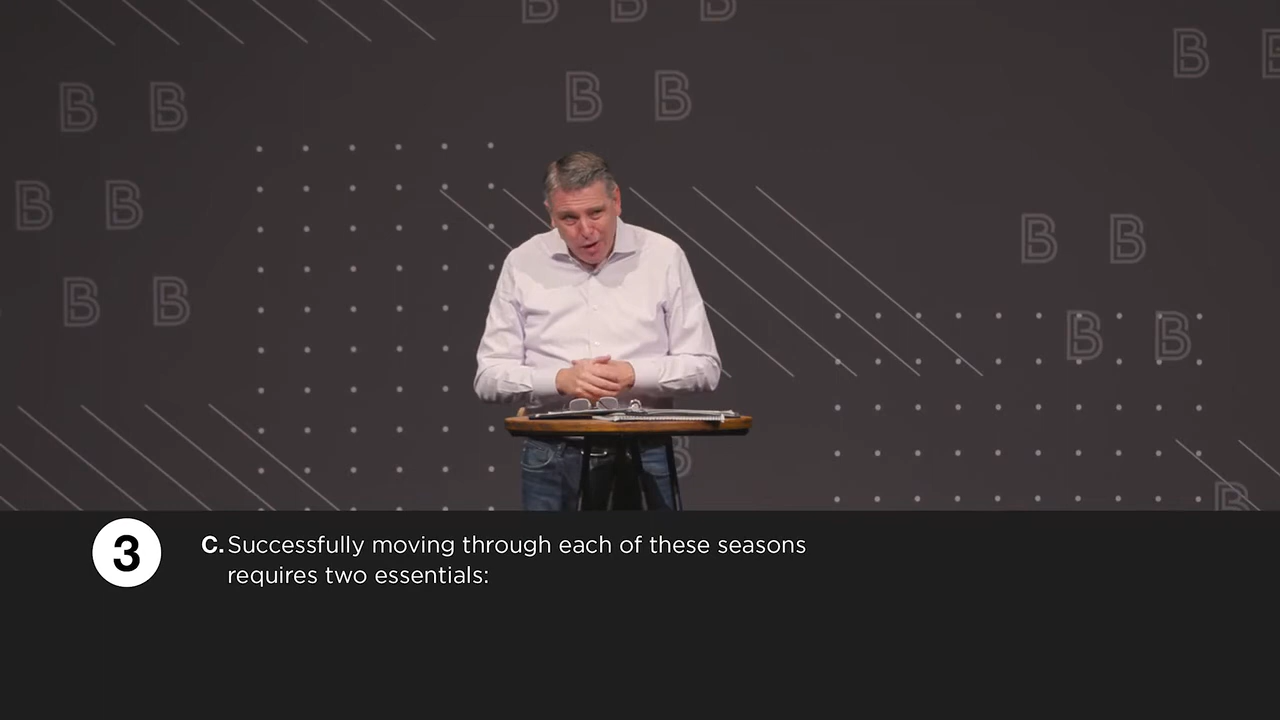 B B B
B B
B B B B
B B
B B
B B
B B
B B
B
B
3 C. Successfully moving through each of these seasons
requires two essentials: